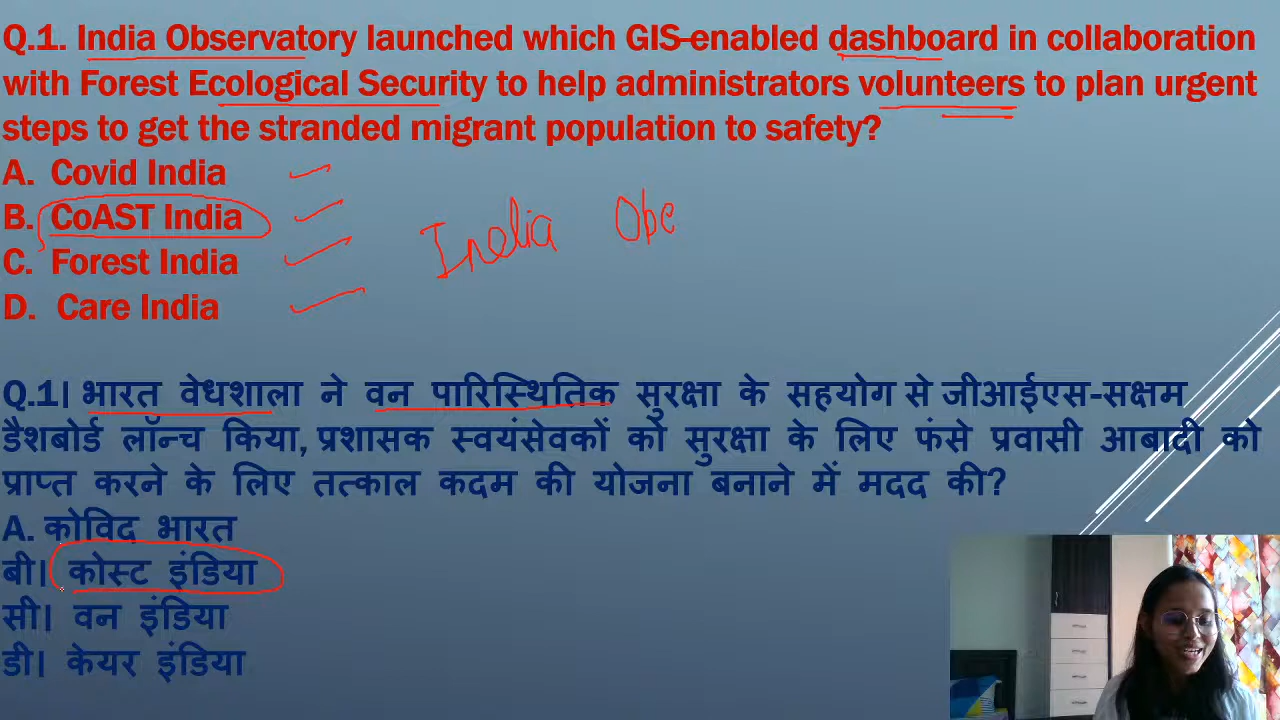 Q.1. India Observatory launched which GIS-enabled dashboard in collaboration
with Forest Ecological Security to help administrators volunteers to plan urgent
steps to get the stranded migrant population to safety?
A. Covid India
B. CoAST India
C. Forest India
D. Care India
India Obe
Q.1। भारत वेधशाला ने वन पारिस्थितिक सुरक्षा के सहयोग से जीआईएस-सक्षम
डैशबोर्ड लॉन्च किया, प्रशासक स्वयंसेवकों को सुरक्षा के लिए फंसे प्रवासी आबादी को
प्राप्त करने के लिए तत्काल कदम की योजना बनाने में मदद की?
A. कोविद भारत
बी। कोस्ट इंडिया
सी। वन इंडिया
डी। केयर इंडिया